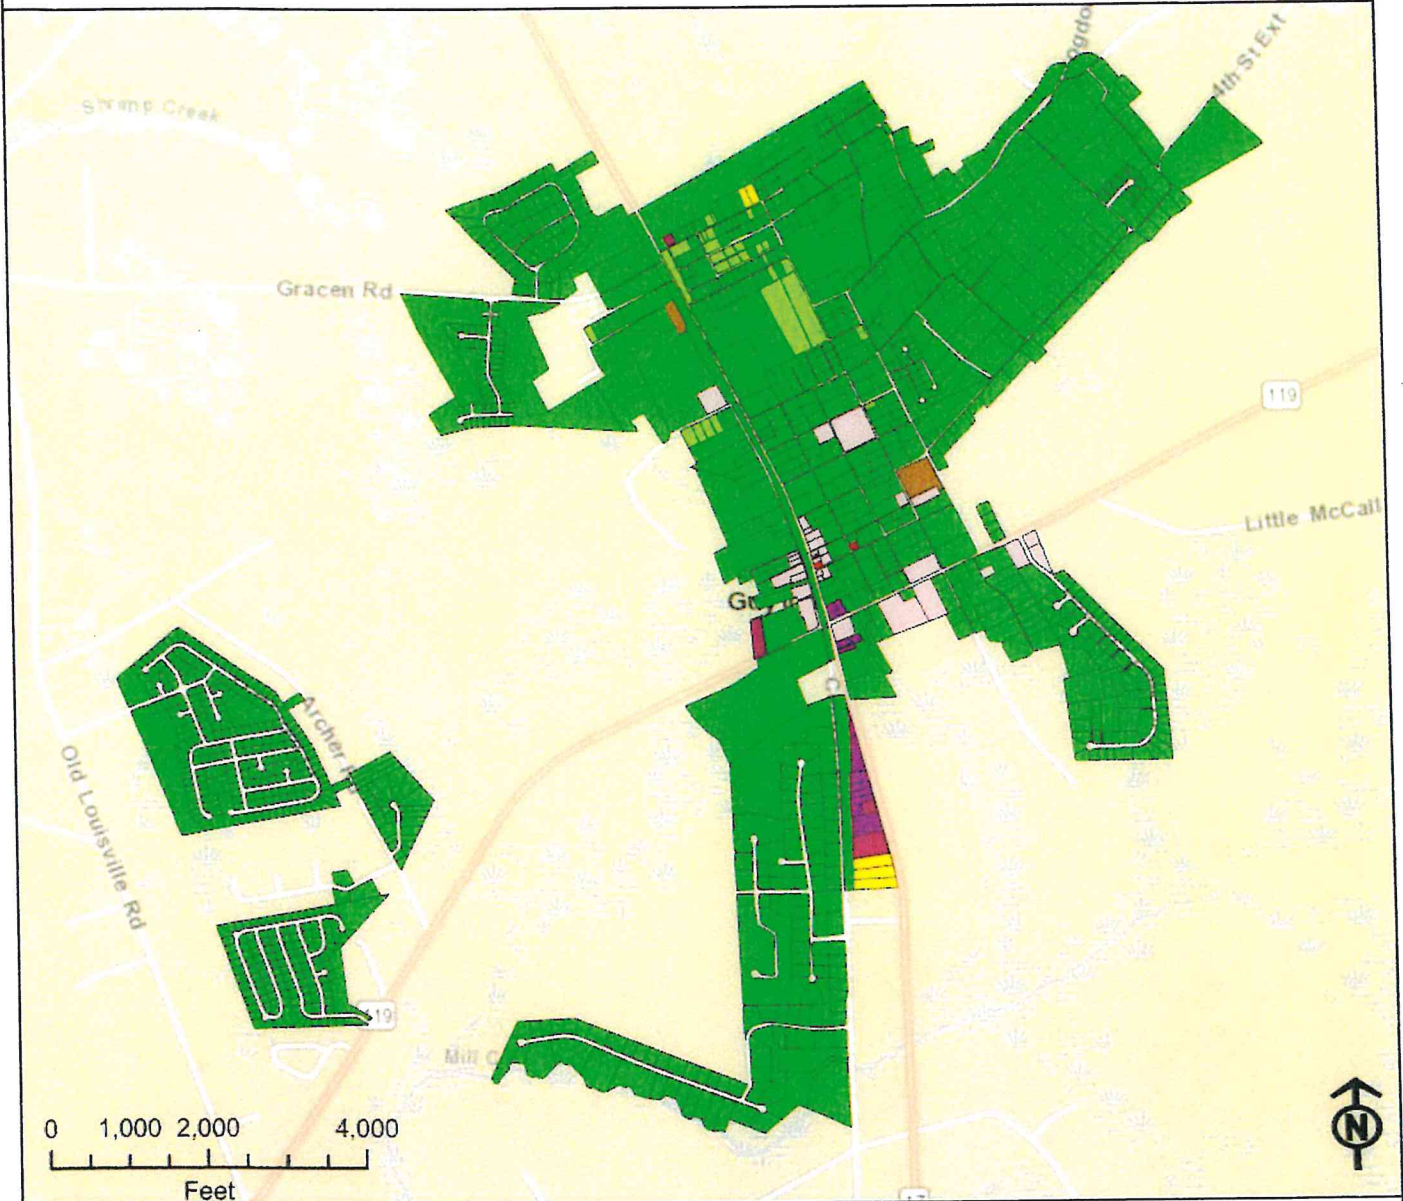 4th St Ext
Swamp Creek
Gracen Rd
119
Little McCall
Archer
Old Louisville Rd
Mill
0 1,000 2,000 4,000
Feet
N